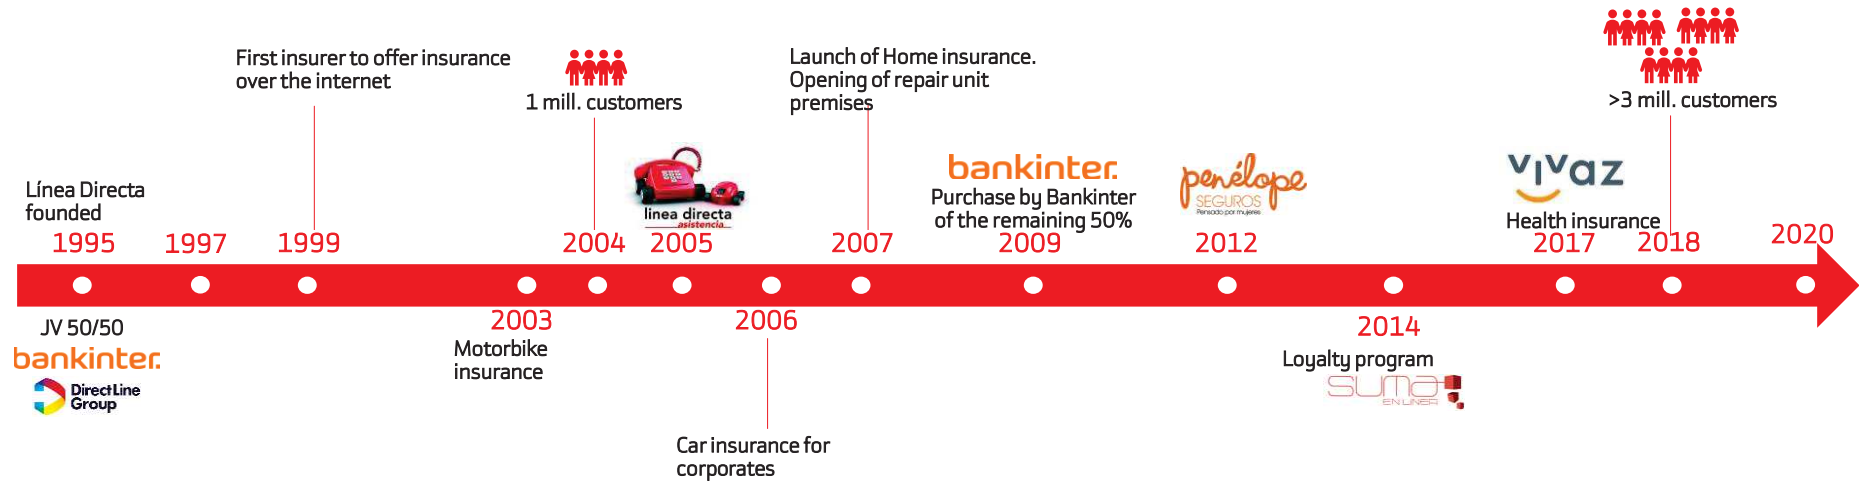 Línea Directa
founded
1995
JV 50/50
bankinter.
DirectLine
Group
1997
First insurer to offer insurance
over the internet
1999
2003
Motorbike
insurance
1 mill. customers
2004
linea directa
asistencia
2005
2006
Car insurance for
corporates
Launch of Home insurance.
Opening of repair unit
premises
2007
bankinter.
Purchase by Bankinter
of the remaining 50%
2009
penélope
SEGUROS
Pensado por mujeres
2012
2014
Loyalty program
SUMA
EN LINEA
vivaz
Health insurance
2017
>3 mill. customers
2018
2020